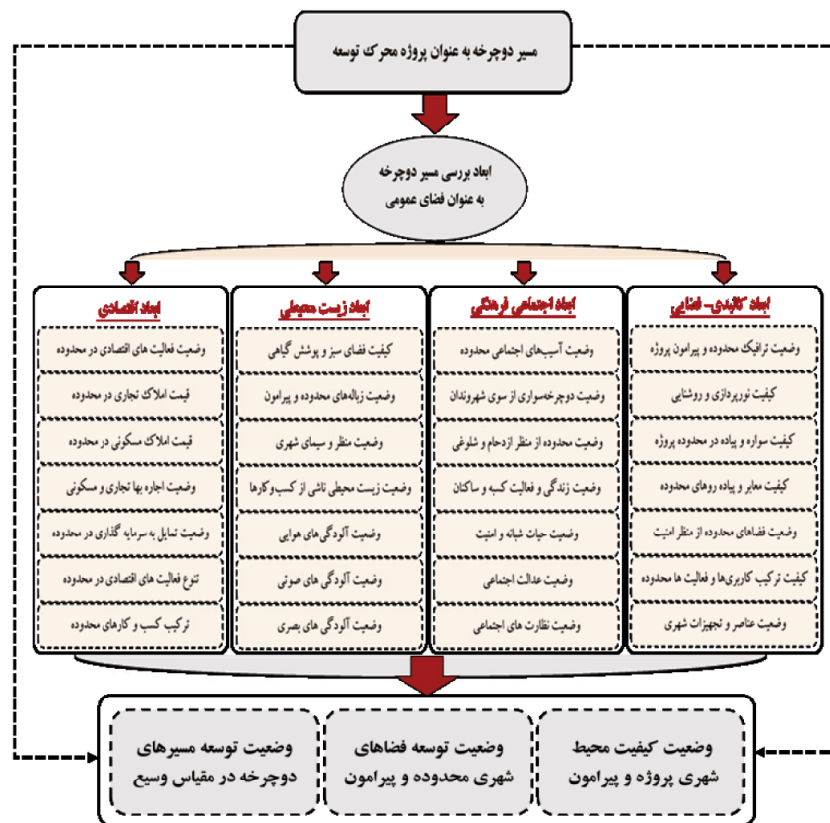 مسیر دوچرخه به عنوان پروژه محرک توسعه
ابعاد بررسی مسیر دوچرخه
به عنوان فضای عمومی
ابعاد کالبدی- فضایی
وضعیت ترافیک محدوده و پیرامون پروژه
کیفیت نورپردازی و روشنایی
کیفیت سواره و پیاده در محدوده پروژه
کیفیت معابر و پیاده روهای محدوده
وضعیت فضاهای محدوده از منظر امنیت
کیفیت ترکیب کاربری‌ها و فعالیت ها محدوده
وضعیت عناصر و تجهیزات شهری
ابعاد اجتماعی فرهنگی
وضعیت آسیب‌های اجتماعی محدوده
وضعیت دوچرخه‌سواری از سوی شهروندان
وضعیت محدوده از منظر ازدحام و شلوغی
وضعیت زندگی و فعالیت کسبه و ساکنان
وضعیت حیات شبانه و امنیت
وضعیت عدالت اجتماعی
وضعیت نظارت های اجتماعی
ابعاد زیست محیطی
کیفیت فضای سبز و پوشش گیاهی
وضعیت زباله‌های محدوده و پیرامون
وضعیت منظر و سیمای شهری
وضعیت زیست محیطی ناشی از کسب‌وکارها
وضعیت آلودگی‌های هوایی
وضعیت آلودگی های صوتی
وضعیت آلودگی های بصری
ابعاد اقتصادی
وضعیت فعالیت های اقتصادی در محدوده
قیمت املاک تجاری در محدوده
قیمت املاک مسکونی در محدوده
وضعیت اجاره بها تجاری و مسکونی
وضعیت تمایل به سرمایه گذاری در محدوده
تنوع فعالیت های اقتصادی در محدوده
ترکیب کسب و کارهای محدوده
وضعیت کیفیت محیط
شهری پروژه و پیرامون
وضعیت توسعه فضاهای
شهری محدوده و پیرامون
وضعیت توسعه مسیرهای
دوچرخه در مقیاس وسیع